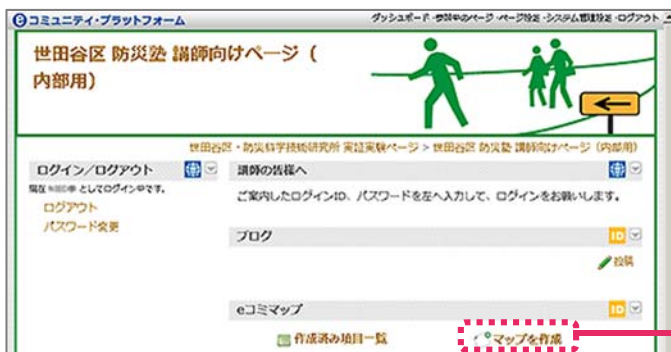 eコミュニティ・プラットフォーム
ダッシュボード・参加中のページ・ページ設定・システム管理設定・ログアウト
世田谷区 防災塾 講師向けページ（
内部用）
世田谷区・防災科学技術研究所 実証実験ページ > 世田谷区 防災塾 講師向けページ（内部用）
ログイン/ログアウト
現在 としてログイン中です。
ログアウト
パスワード変更
講師の皆様へ
ご案内したログインID、パスワードを左へ入力して、ログインをお願いします。
ブログ
ID
投稿
eコミマップ
ID
作成済み項目一覧
マップを作成